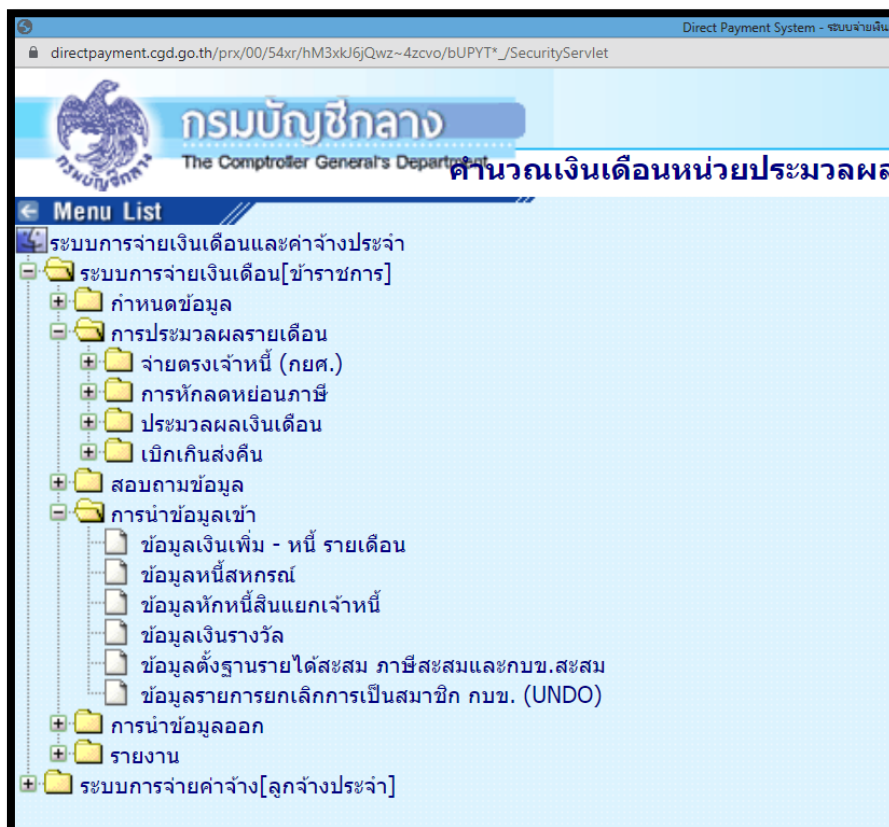 Direct Payment System - ระบบจ่ายเงิน
directpayment.cgd.go.th/prx/00/54xr/hM3xkJ6jQwz~4zcvo/bUPYT*_/SecurityServlet
กรมบัญชีกลาง
The Comptroller General's Department
กรมบัญชีกลาง
คำนวณเงินเดือนหน่วยประมวลผล
Menu List
ระบบการจ่ายเงินเดือนและค่าจ้างประจำ
ระบบการจ่ายเงินเดือน[ข้าราชการ]
กำหนดข้อมูล
การประมวลผลรายเดือน
จ่ายตรงเจ้าหนี้ (กยศ.)
การหักลดหย่อนภาษี
ประมวลผลเงินเดือน
เบิกเกินส่งคืน
สอบถามข้อมูล
การนำข้อมูลเข้า
ข้อมูลเงินเพิ่ม - หนี้ รายเดือน
ข้อมูลหนี้สหกรณ์
ข้อมูลหักหนี้สินแยกเจ้าหนี้
ข้อมูลเงินรางวัล
ข้อมูลตั้งฐานรายได้สะสม ภาษีสะสมและกบข.สะสม
ข้อมูลรายการยกเลิกการเป็นสมาชิก กบข. (UNDO)
การนำข้อมูลออก
รายงาน
ระบบการจ่ายค่าจ้าง[ลูกจ้างประจำ]